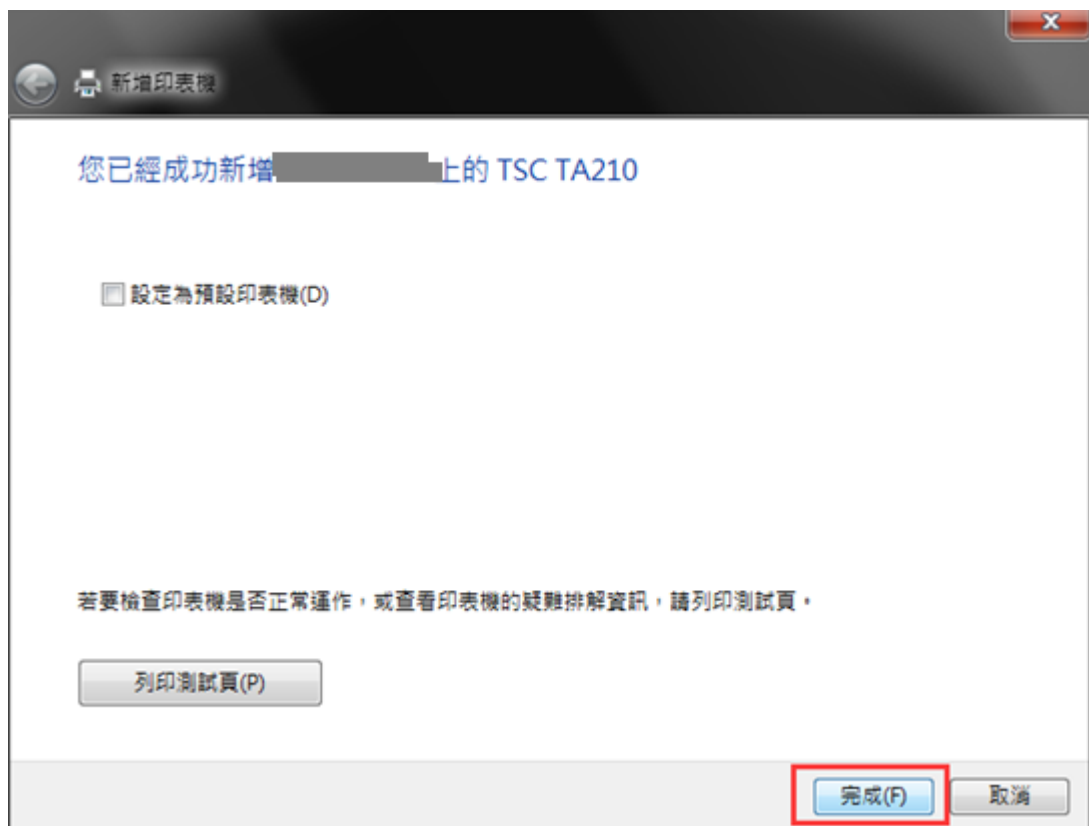 新增印表機
您已經成功新增 上的 TSC TA210
設定為預設印表機(D)
若要檢查印表機是否正常運作，或查看印表機的疑難排解資訊，請列印測試頁。
列印測試頁(P)
完成(F)
取消